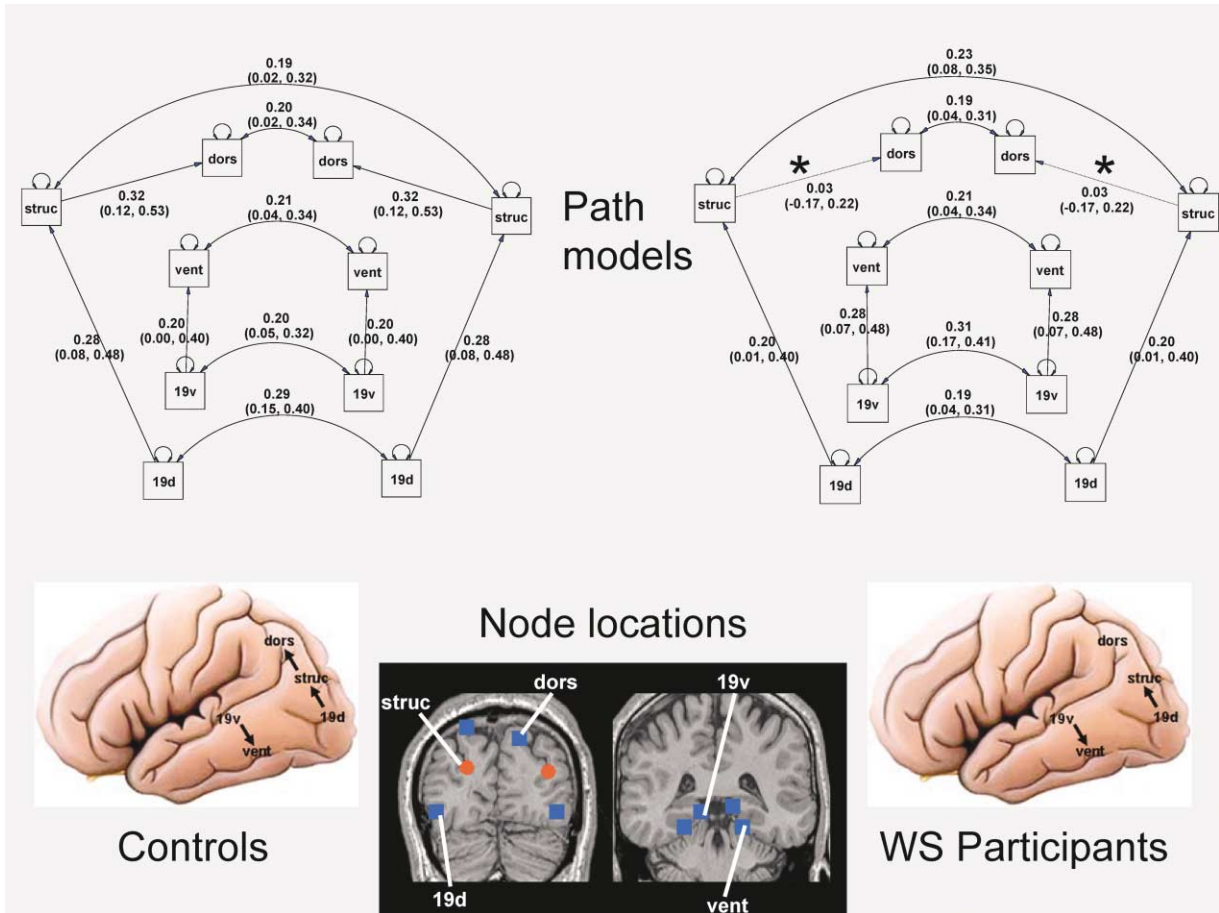 0.19
(0.02, 0.32)
0.20
(0.02, 0.34)
dors
dors
struc
struc
0.32
(0.12, 0.53)
0.32
(0.12, 0.53)
0.21
(0.04, 0.34)
vent
vent
0.28
(0.08, 0.48)
0.20
(0.00, 0.40)
0.20
(0.05, 0.32)
0.20
(0.00, 0.40)
0.28
(0.08, 0.48)
19v
19v
0.29
(0.15, 0.40)
19d
19d
Path
models
0.23
(0.08, 0.35)
0.19
(0.04, 0.31)
dors
dors
*
*
struc
struc
0.03
(-0.17, 0.22)
0.03
(-0.17, 0.22)
0.21
(0.04, 0.34)
vent
vent
0.20
(0.01, 0.40)
0.28
(0.07, 0.48)
0.31
(0.17, 0.41)
0.28
(0.07, 0.48)
0.20
(0.01, 0.40)
19v
19v
0.19
(0.04, 0.31)
19d
19d
dors
struc
19d
19v
vent
Controls
Node locations
struc
dors
19v
19d
vent
dors
struc
19d
19v
vent
WS Participants